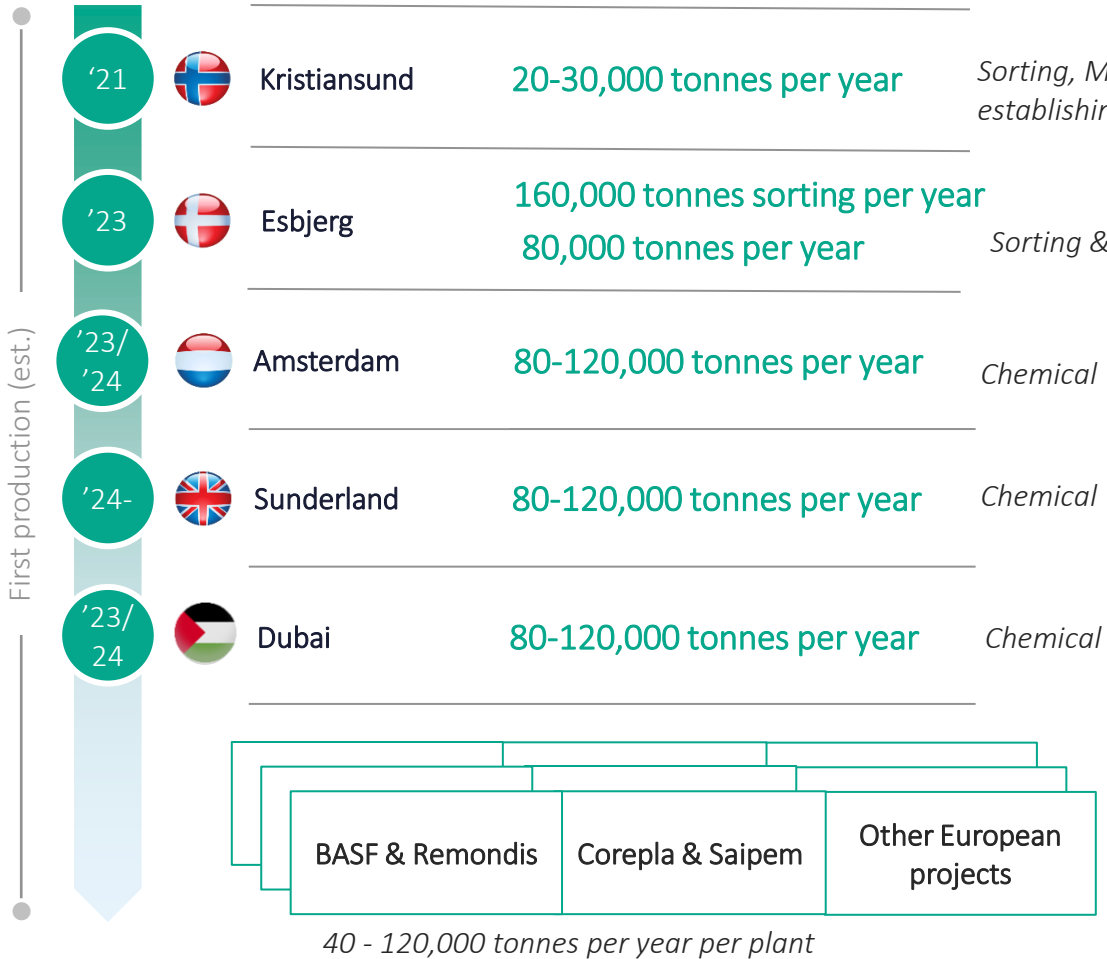 First production (est.)
‘21
Kristiansund
20-30,000 tonnes per year
Sorting, M
establishin
’23
Esbjerg
160,000 tonnes sorting per year
80,000 tonnes per year
Sorting &
’23/
’24
Amsterdam
80-120,000 tonnes per year
Chemical
’24-
Sunderland
80-120,000 tonnes per year
Chemical
’23/
24
Dubai
80-120,000 tonnes per year
Chemical
BASF & Remondis
Corepla & Saipem
Other European
projects
40 - 120,000 tonnes per year per plant